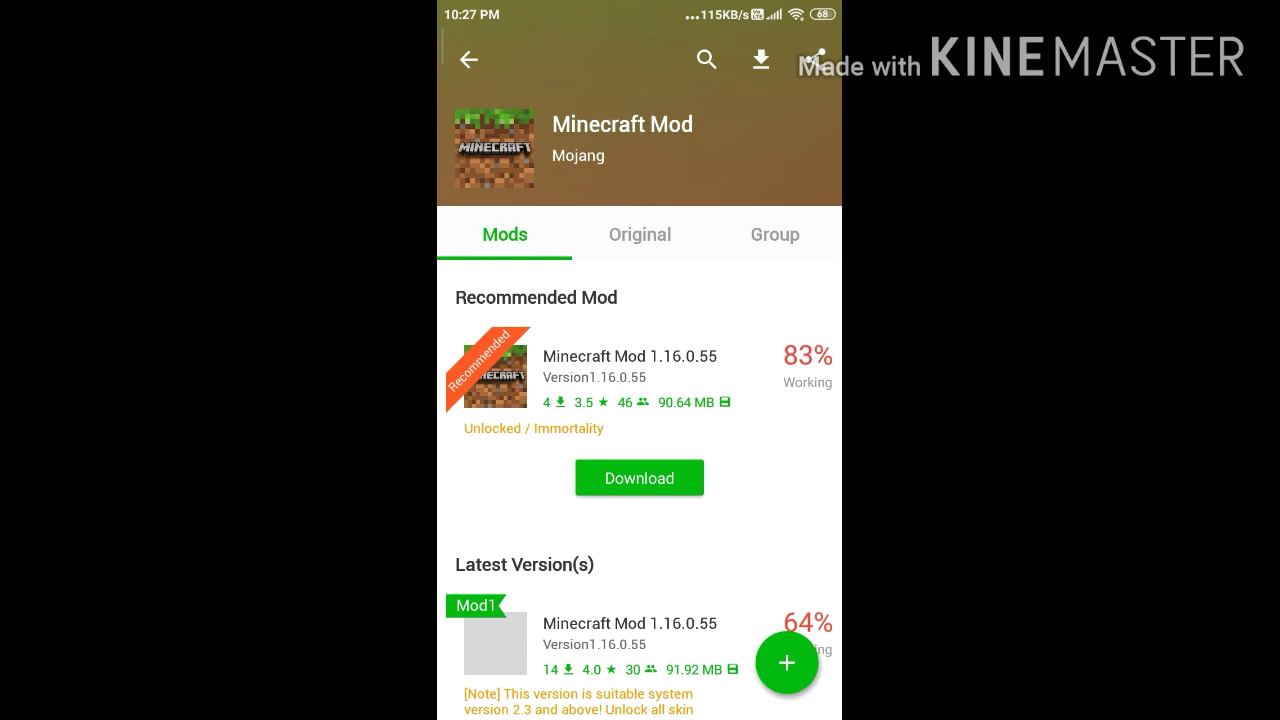 10:27 PM
...115KB/s
68
Made with KINEMASTER
MINECRAFT
Minecraft Mod
Mojang
Mods
Original
Group
Recommended Mod
Recommended
Minecraft Mod 1.16.0.55
83%
Version1.16.0.55
Working
4 3.5 46 90.64 MB
Unlocked / Immortality
Download
Latest Version(s)
Mod1
Minecraft Mod 1.16.0.55
64%
Version1.16.0.55
14 4.0 30 91.92 MB
[Note] This version is suitable system
version 2.3 and above! Unlock all skin